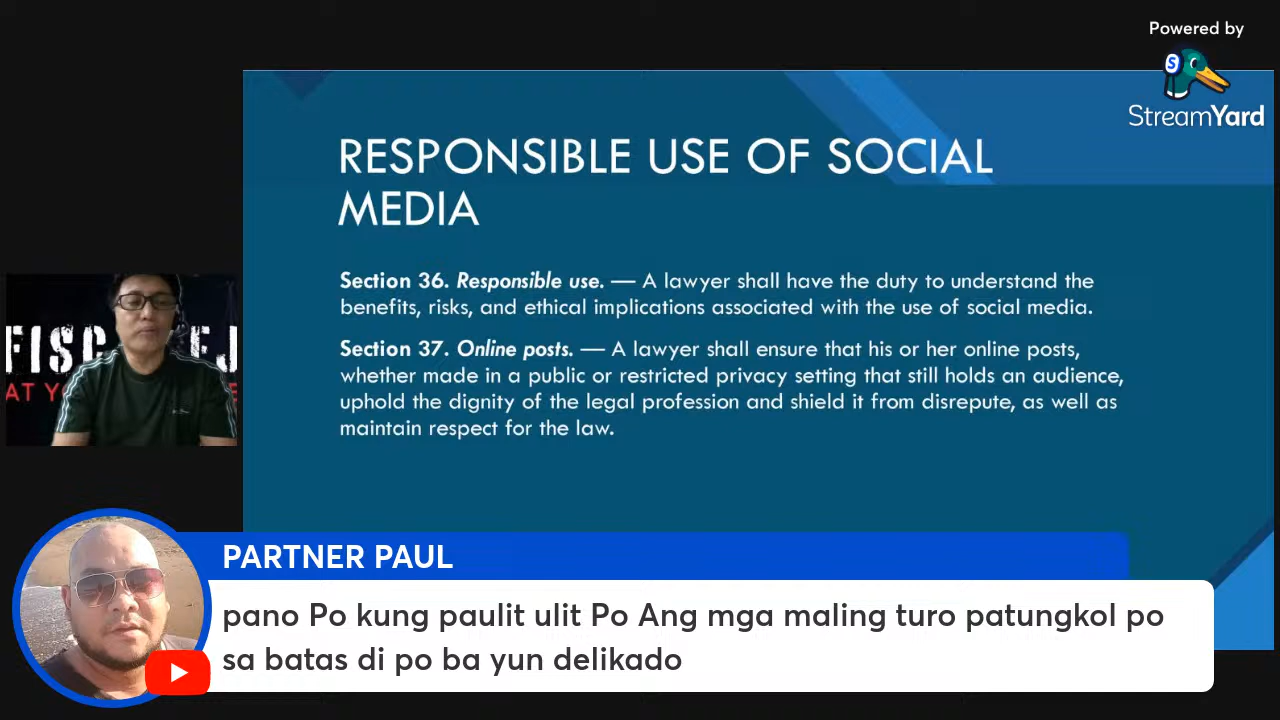 Powered by
StreamYard
RESPONSIBLE USE OF SOCIAL
MEDIA
Section 36. Responsible use. — A lawyer shall have the duty to understand the
benefits, risks, and ethical implications associated with the use of social media.
Section 37. Online posts. — A lawyer shall ensure that his or her online posts,
whether made in a public or restricted privacy setting that still holds an audience,
uphold the dignity of the legal profession and shield it from disrepute, as well as
maintain respect for the law.
PARTNER PAUL
pano Po kung paulit ulit Po Ang mga maling turo patungkol po
sa batas di po ba yun delikado